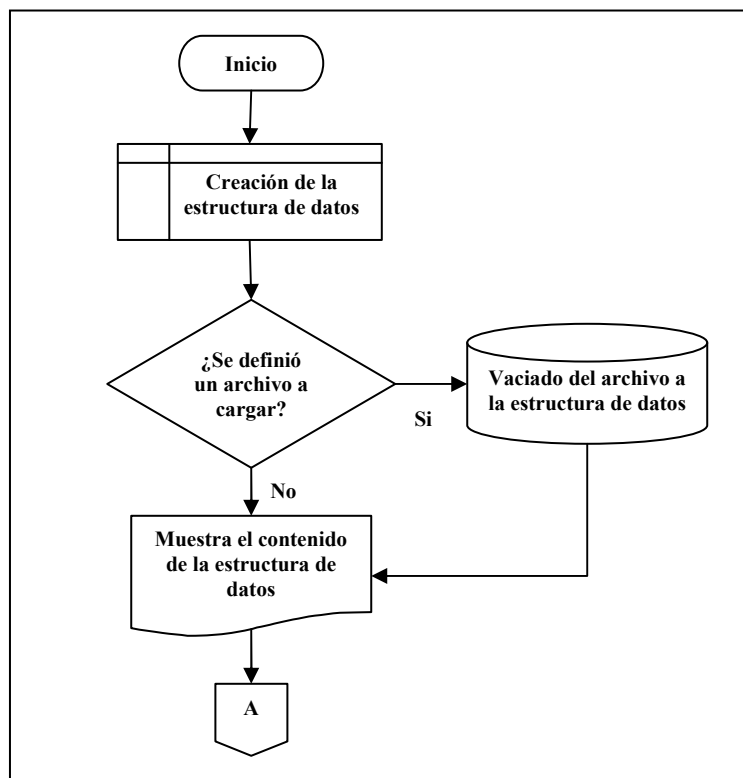 Inicio
Creación de la
estructura de datos
¿Se definió
un archivo a
cargar?
Si
Vaciado del archivo a
la estructura de datos
No
Muestra el contenido
de la estructura de
datos
A